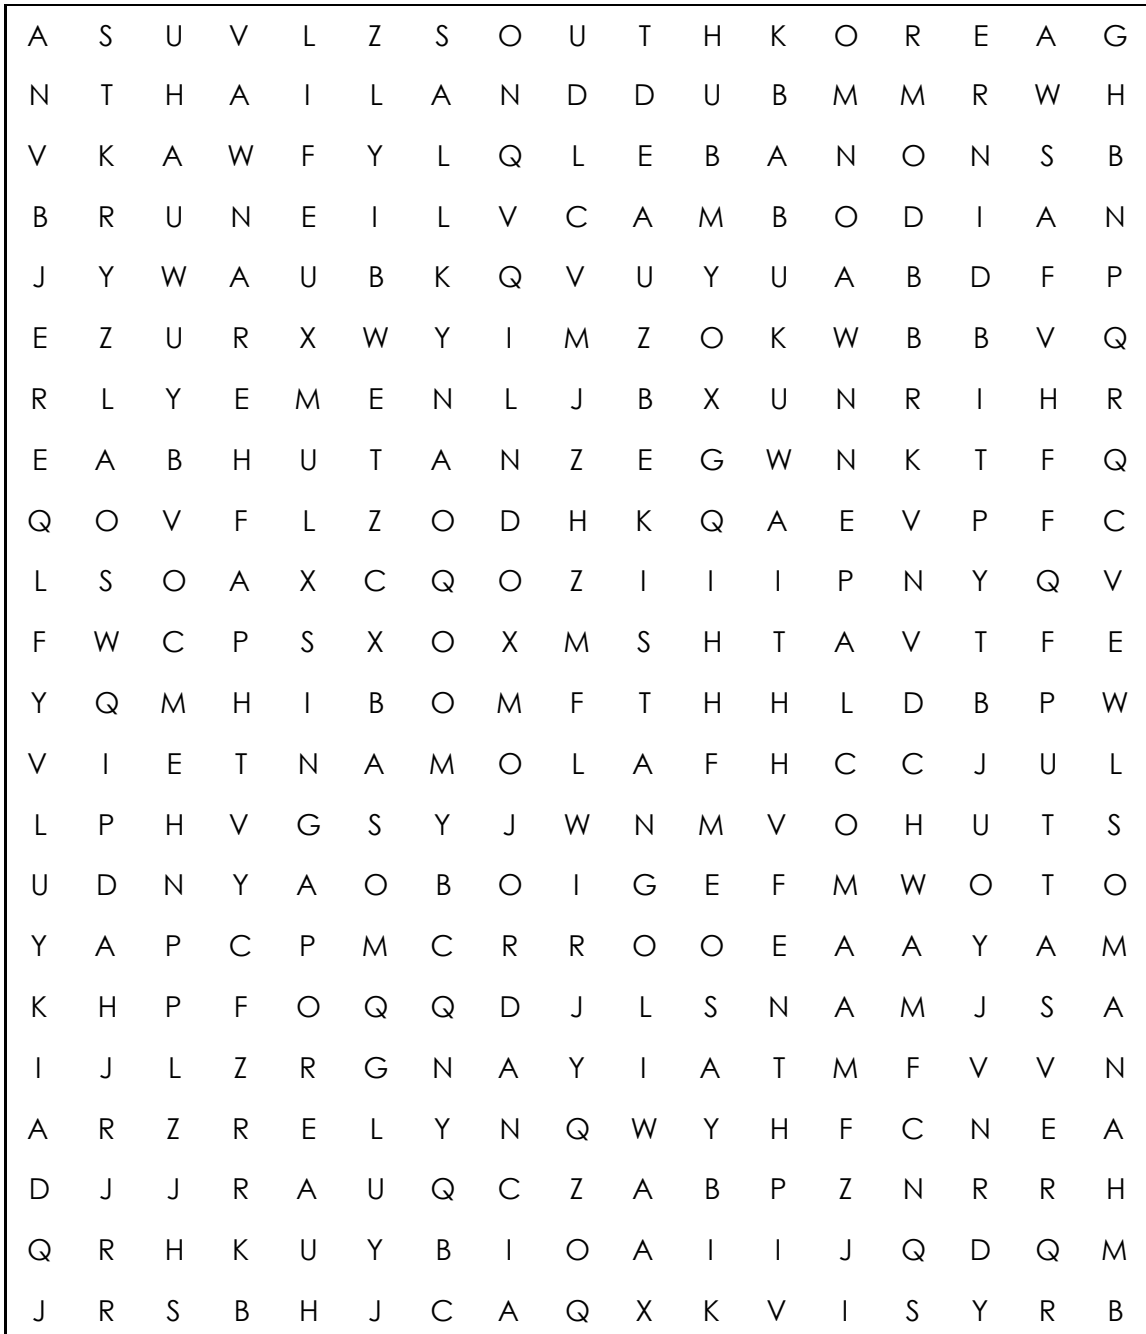 A S U V L Z S O U T H K O R E A G
N T H A I L A N D D U B M M R W H
V K A W F Y L Q L E B A N O N S B
B R U N E I L V C A M B O D I A N
J Y W A U B K Q V U Y U A B D F P
E Z U R X W Y I M Z O K W B B V Q
R L Y E M E N L J B X U N R I H R
E A B H U T A N Z E G W N K T F Q
Q O V F L Z O D H K Q A E V P F C
L S O A X C Q O Z I I I P N Y Q V
F W C P S X O X M S H T A V T F E
Y Q M H I B O M F T H H L D B P W
V I E T N A M O L A F H C C J U L
L P H V G S Y J W N M V O H U T S
U D N Y A O B O I G E F M W O T O
Y A P C P M C R R O O E A A Y A M
K H P F O Q Q D J L S N A M J S A
I J L Z R G N A Y I A T M F V V N
A R Z R E L Y N Q W Y H F C N E A
D J J R A U Q C Z A B P Z N R R H
Q R H K U Y B I O A I I J Q D Q M
J R S B H J C A Q X K V I S Y R B